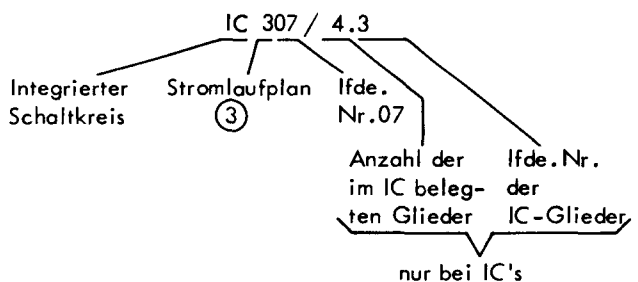 IC 307 / 4.3
Integrierter Schaltkreis
Stromlaufplan ③
lfde. Nr.07
Anzahl der im IC beleg-
ten Glieder
lfde.Nr. der IC-Glieder
nur bei IC's